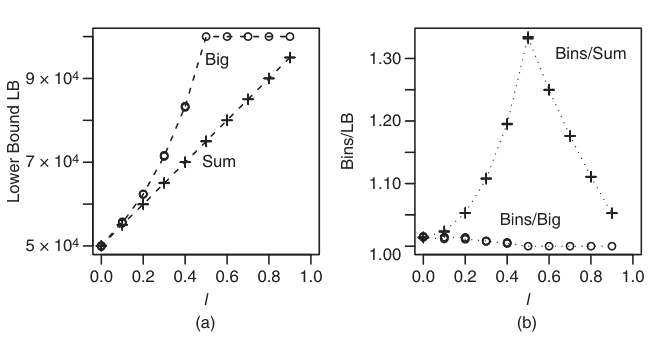 Lower Bound LB
9 × 10⁴
7 × 10⁴
5 × 10⁴
Big
Sum
0.0 0.2 0.4 0.6 0.8 1.0
l
(a)
Bins/LB
1.30
1.20
1.10
1.00
Bins/Sum
Bins/Big
0.0 0.2 0.4 0.6 0.8 1.0
l
(b)